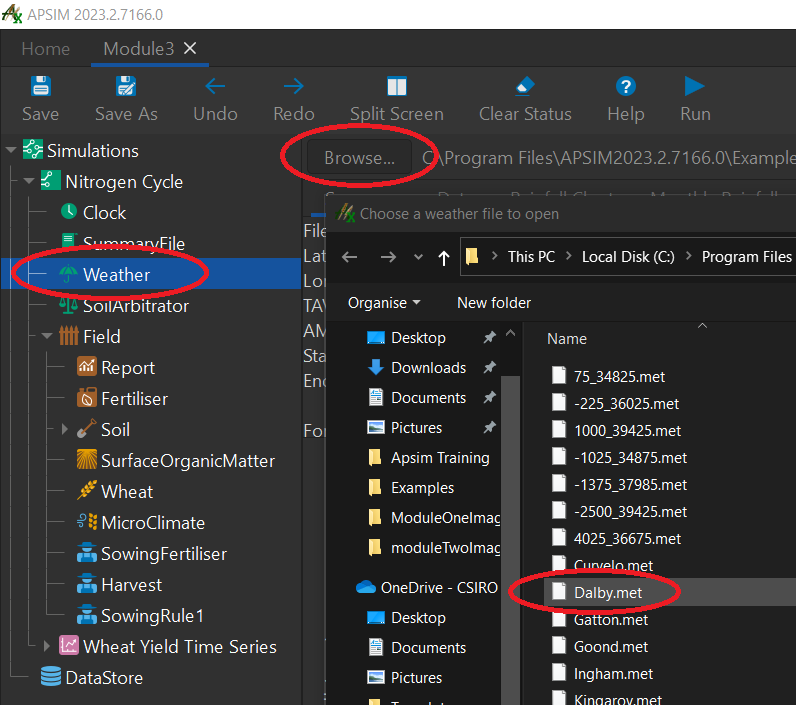 APSIM 2023.2.7166.0
Home Module3
Save Save As Undo Redo Split Screen Clear Status Help Run
Simulations
Nitrogen Cycle
Clock
SummaryFile
Weather
SoilArbitrator
Field
Report
Fertiliser
Soil
SurfaceOrganicMatter
Wheat
MicroClimate
SowingFertiliser
Harvest
SowingRule1
Wheat Yield Time Series
DataStore
Browse... C:\Program Files\APSIM2023.2.7166.0\Example
File
Lat
Lon
TAV
AM
Sta
End
For
Choose a weather file to open
This PC Local Disk (C:) Program Files
Organise New folder
Desktop
Downloads
Documents
Pictures
Apsim Training
Examples
ModuleOneImag
moduleTwoImag
OneDrive - CSIRO
Desktop
Documents
Pictures
Name
75_34825.met
-225_36025.met
1000_39425.met
-1025_34875.met
-1375_37985.met
-2500_39425.met
4025_36675.met
Curvelo.met
Dalby.met
Gatton.met
Goond.met
Ingham.met
Kingaroy.met